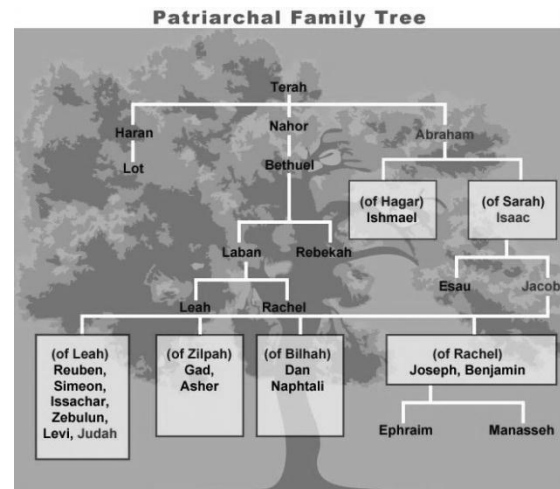 Patriarchal Family Tree
Terah
Haran
Nahor
Abraham
Lot
Bethuel
(of Hagar)
Ishmael
(of Sarah)
Isaac
Laban
Rebekah
Esau
Jacob
Leah
Rachel
(of Leah)
Reuben,
Simeon,
Issachar,
Zebulun,
Levi, Judah
(of Zilpah)
Gad,
Asher
(of Bilhah)
Dan
Naphtali
(of Rachel)
Joseph, Benjamin
Ephraim
Manasseh